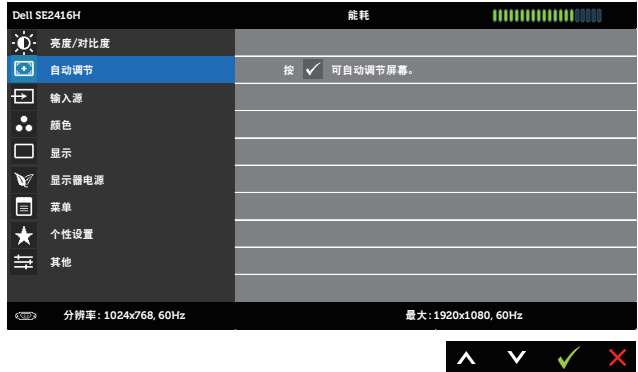 Dell SE2416H 能耗
亮度/对比度
自动调节 按 可自动调节屏幕。
输入源
颜色
显示
显示器电源
菜单
个性设置
其他
分辨率: 1024x768, 60Hz 最大: 1920x1080, 60Hz